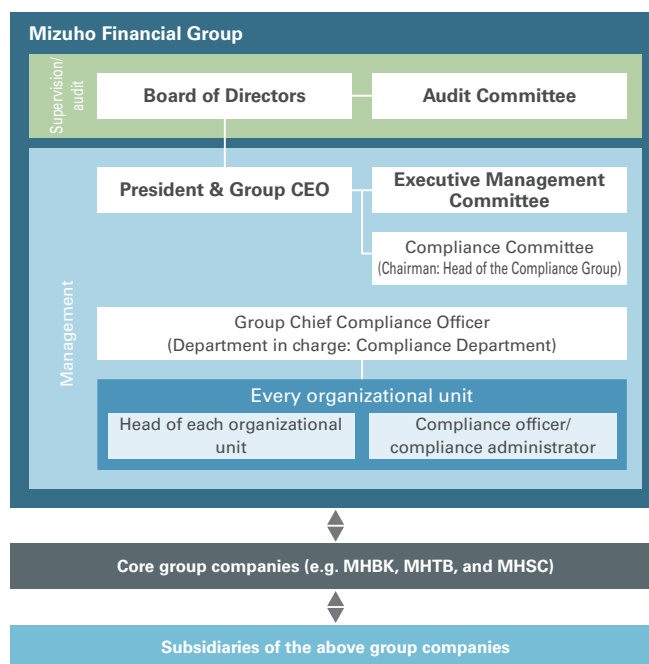 Mizuho Financial Group
Supervision/
audit
Board of Directors
Audit Committee
Management
President & Group CEO
Executive Management
Committee
Compliance Committee
(Chairman: Head of the Compliance Group)
Group Chief Compliance Officer
(Department in charge: Compliance Department)
Every organizational unit
Head of each organizational
unit
Compliance officer/
compliance administrator
Core group companies (e.g. MHBK, MHTB, and MHSC)
Subsidiaries of the above group companies